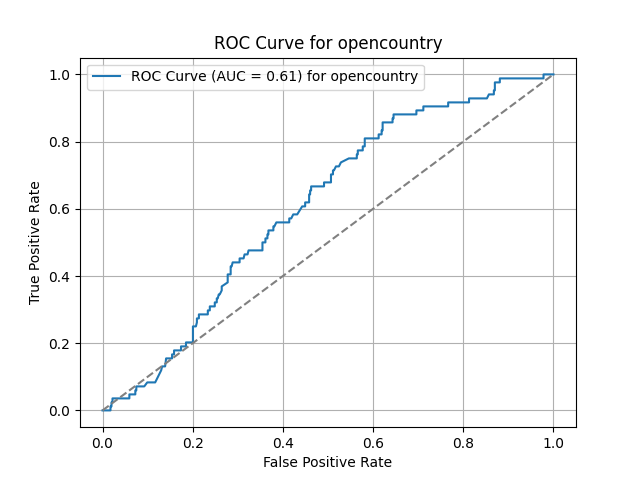 ROC Curve for opencountry
ROC Curve (AUC = 0.61) for opencountry
1.0
0.8
0.6
0.4
0.2
0.0
True Positive Rate
0.0 0.2 0.4 0.6 0.8 1.0
False Positive Rate